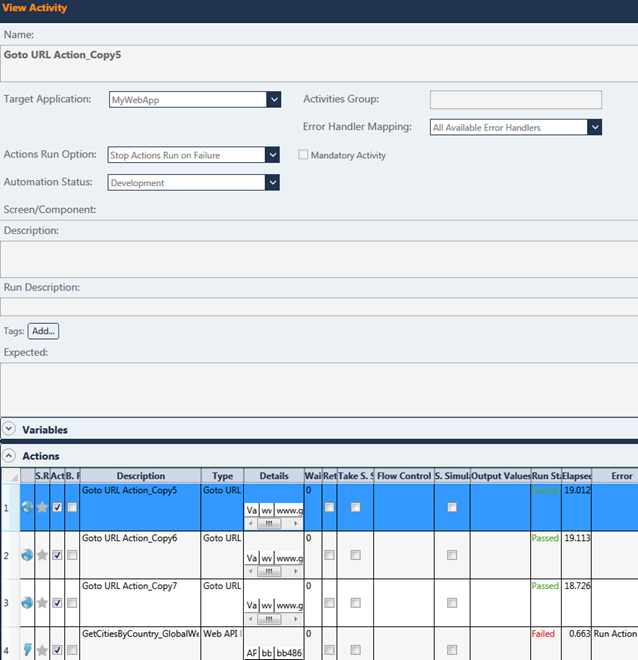 View Activity
Name:
Goto URL Action_Copy5
Target Application: MyWebApp Activities Group:
Error Handler Mapping: All Available Error Handlers
Actions Run Option: Stop Actions Run on Failure Mandatory Activity
Automation Status: Development
Screen/Component:
Description:
Run Description:
Tags: Add...
Expected:
Variables
Actions
S.R Act B. F Description Type Details Wai Ret Take S. S Flow Control S. Simula Output Values Run St Elapsed Error
1 Goto URL Action_Copy5 Goto URL 0 Passed 19.012
Va wv www.g
2 Goto URL Action_Copy6 Goto URL 0 Passed 19.113
Va wv www.g
3 Goto URL Action_Copy7 Goto URL 0 Passed 18.726
Va wv www.g
4 GetCitiesByCountry_GlobalWe Web API 0 Failed 0.663 Run Action
AF bb bb486